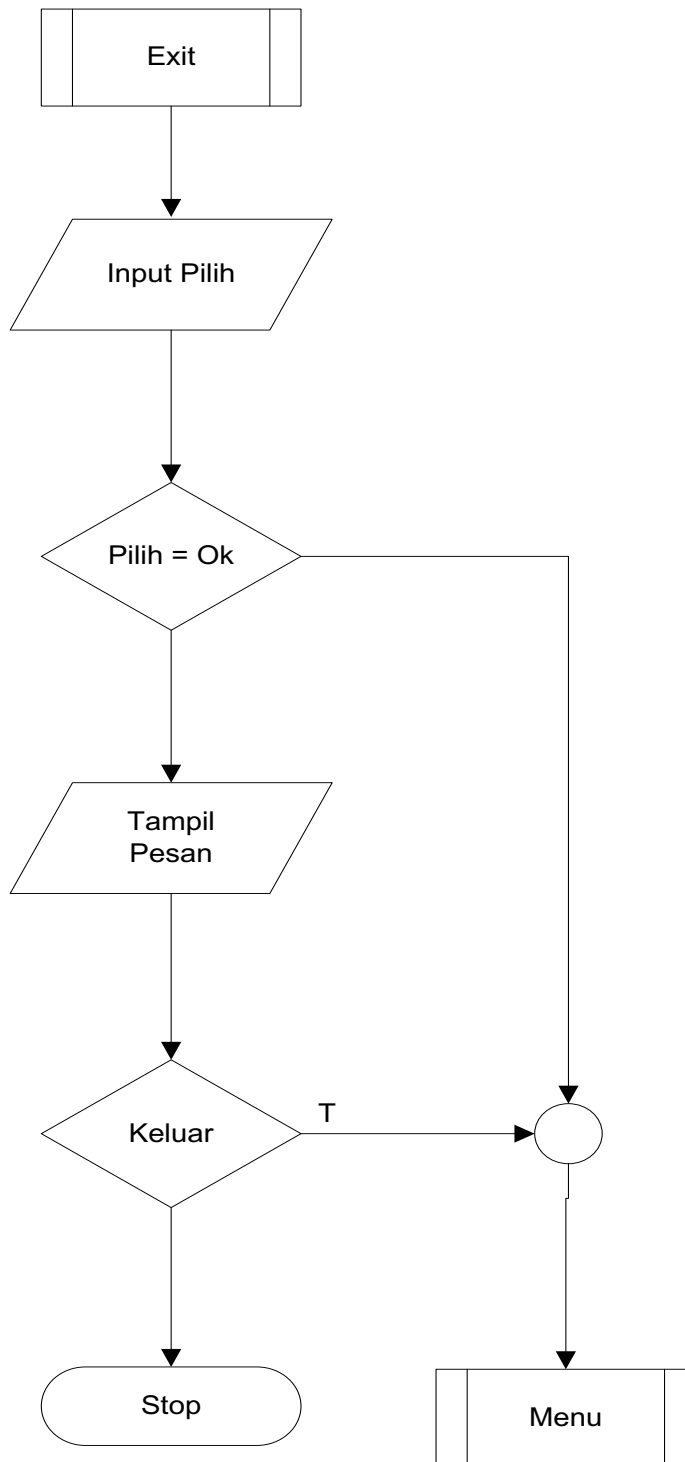 Exit
Input Pilih
Pilih = Ok
Tampil
Pesan
Keluar
T
Stop
Menu